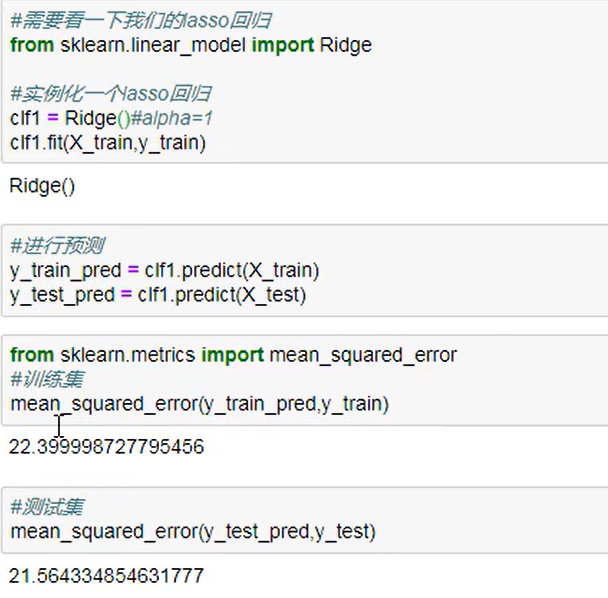 #需要看一下我们的lasso回归
from sklearn.linear_model import Ridge
#实例化一个lasso回归
clf1 = Ridge()#alpha=1
clf1.fit(X_train,y_train)
Ridge()
#进行预测
y_train_pred = clf1.predict(X_train)
y_test_pred = clf1.predict(X_test)
from sklearn.metrics import mean_squared_error
#训练集
mean_squared_error(y_train_pred,y_train)
22.399998727795456
#测试集
mean_squared_error(y_test_pred,y_test)
21.564334854631777